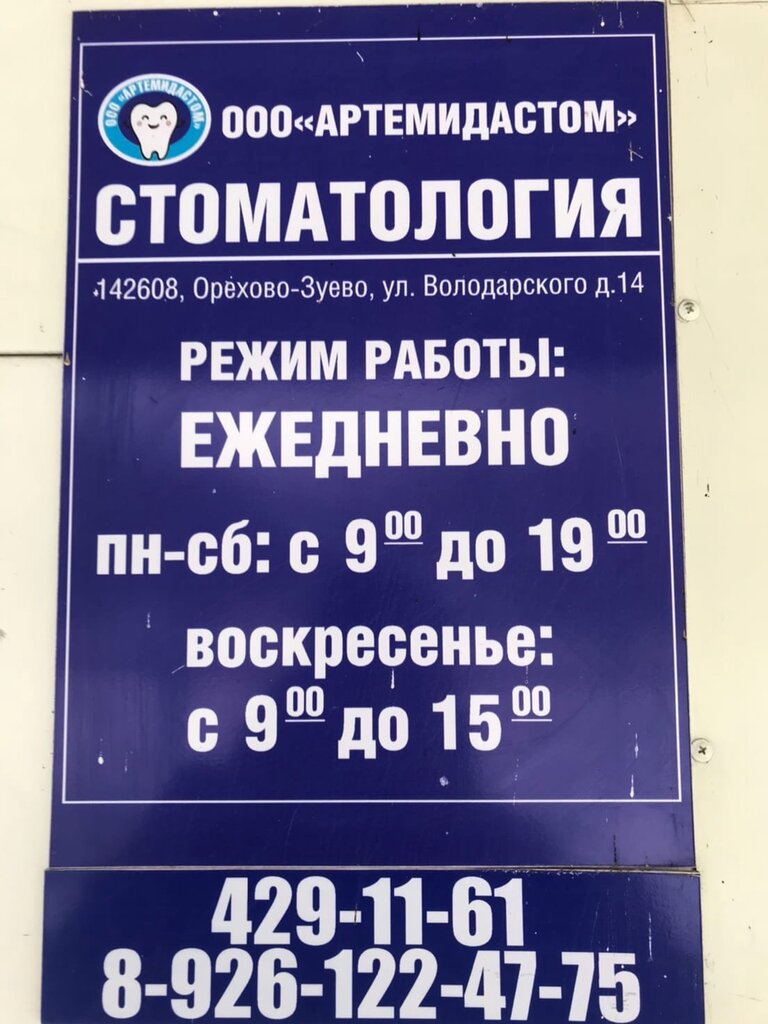 ООО «АРТЕМИДАСТОМ»
ООО«АРТЕМИДАСТОМ»
СТОМАТОЛОГИЯ
142608, Орехово-Зуево, ул. Володарского д.14
РЕЖИМ РАБОТЫ:
ЕЖЕДНЕВНО
пн-сб: с 9 00 до 19 00
воскресенье:
с 9 00 до 15 00
429-11-61
8-926-122-47-75